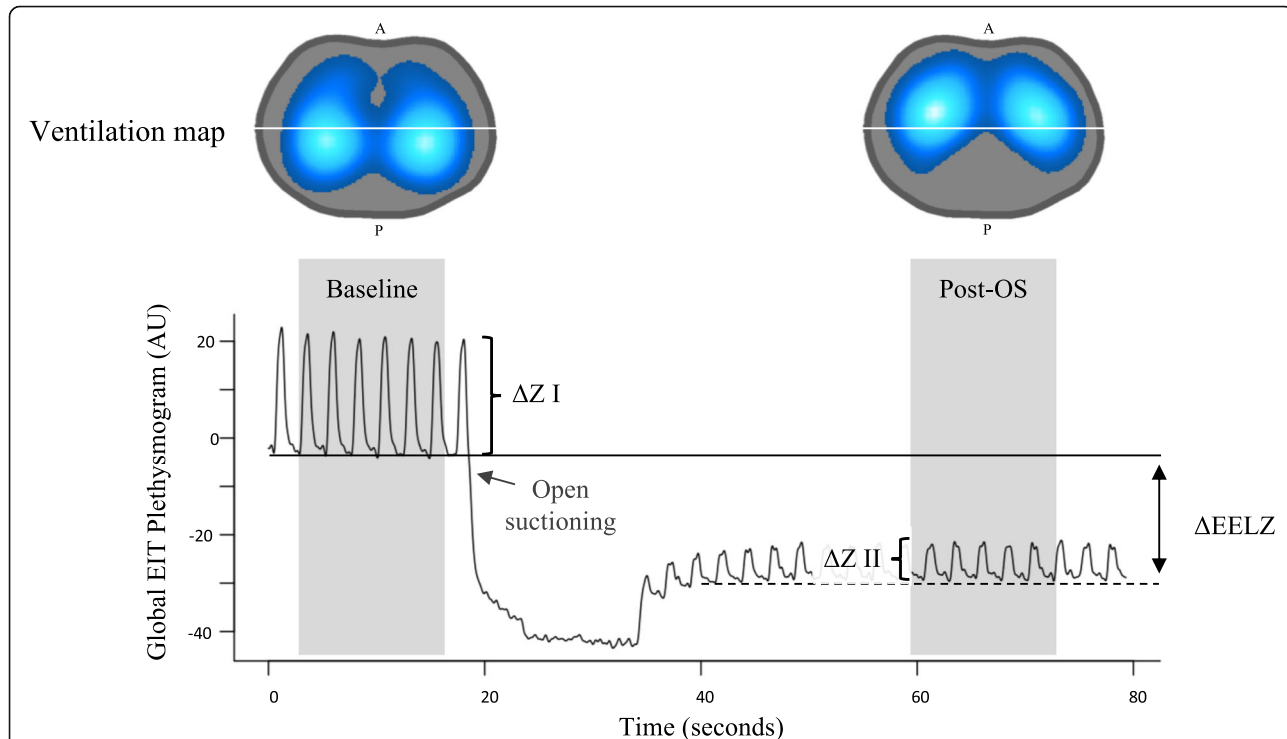 A
A
Ventilation map
P
P
Baseline
Post-OS
Global EIT Plethysmogram (AU)
20
0
-20
-40
ΔZ I
Open
suctioning
ΔZ II
ΔEELZ
0
20
40
60
80
Time (seconds)